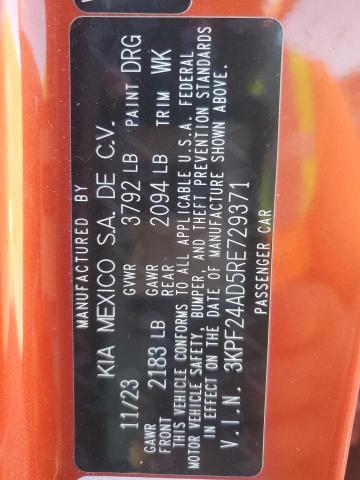 MANUFACTURED BY
KIA MEXICO S.A. DE C.V.
11/23 GVWR 3792 LB PAINT DRG
GAWR FRONT 2183 LB GAWR REAR 2094 LB TRIM WK
THIS VEHICLE CONFORMS TO ALL APPLICABLE U.S.A. FEDERAL
MOTOR VEHICLE SAFETY, BUMPER, AND THEFT PREVENTION STANDARDS
IN EFFECT ON THE DATE OF MANUFACTURE SHOWN ABOVE.
V.I.N. 3KPF24AD5RE729371
PASSENGER CAR